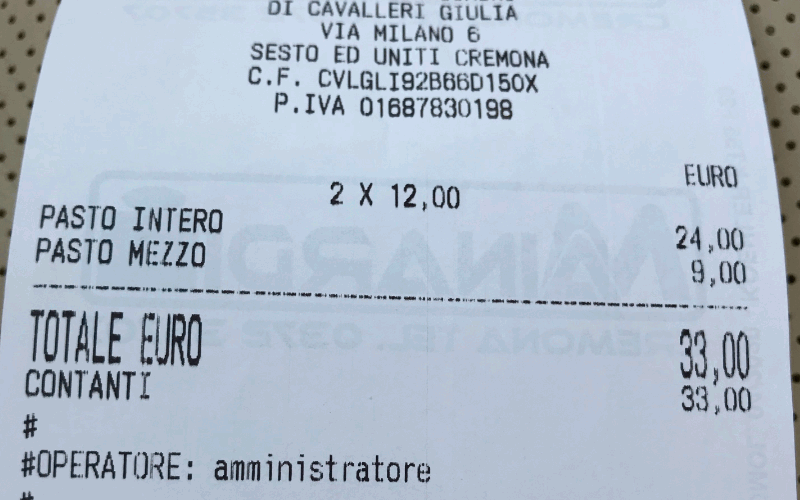 DI CAVALLERI GIULIA
VIA MILANO 6
SESTO ED UNITI CREMONA
C.F. CVLGLI92B66D150X
P.IVA 01687830198
EURO
2 X 12,00
PASTO INTERO 24,00
PASTO MEZZO 9,00
TOTALE EURO 33,00
CONTANTI 33,00
#
#OPERATORE: amministratore
#